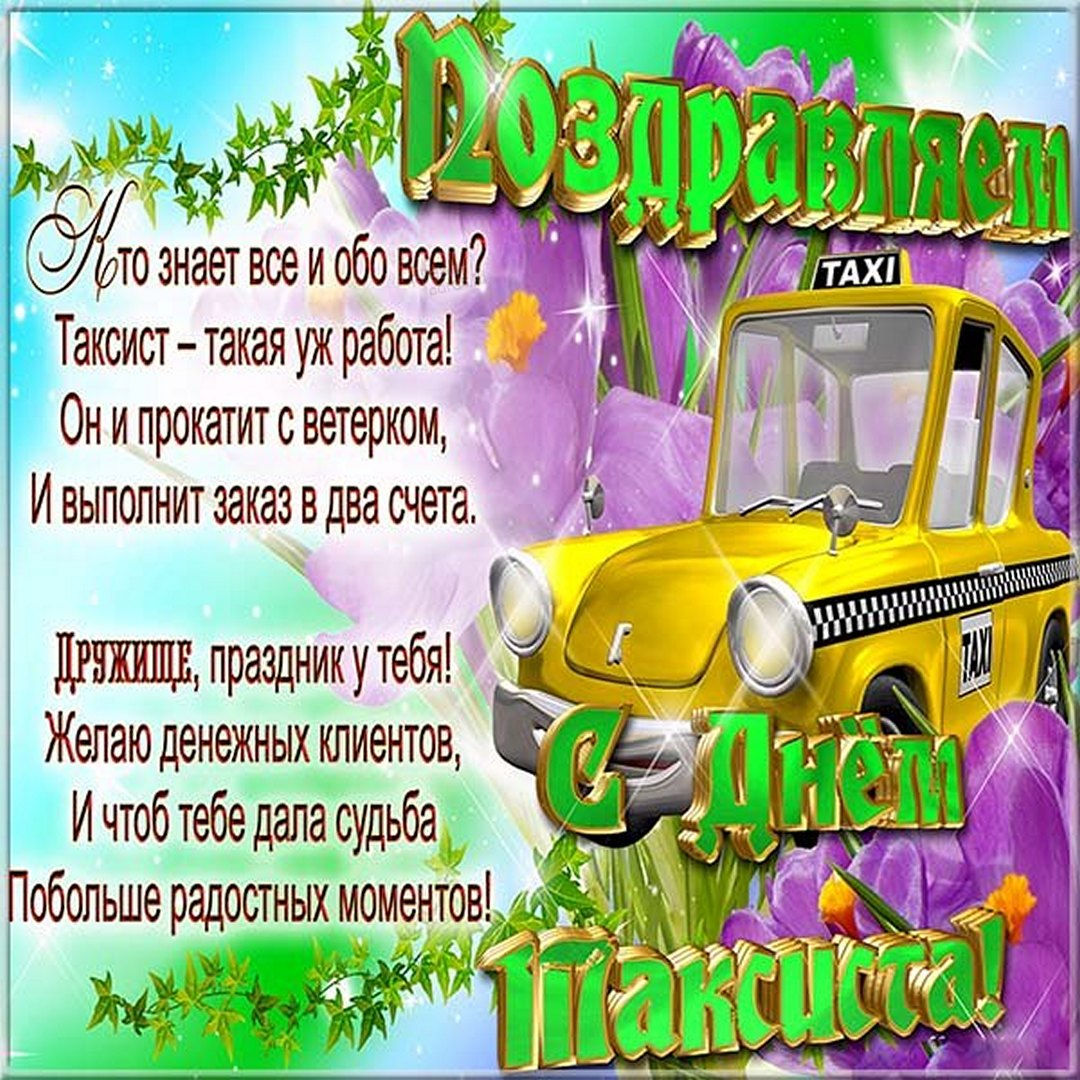 Поздравляем
Кто знает все и обо всем?
Таксист – такая уж работа!
Он и прокатит с ветерком,
И выполнит заказ в два счета.
Дружище, праздник у тебя!
Желаю денежных клиентов,
И чтоб тебе дала судьба
Побольше радостных моментов!
TAXI
TAXI
С Днём
Таксиста!